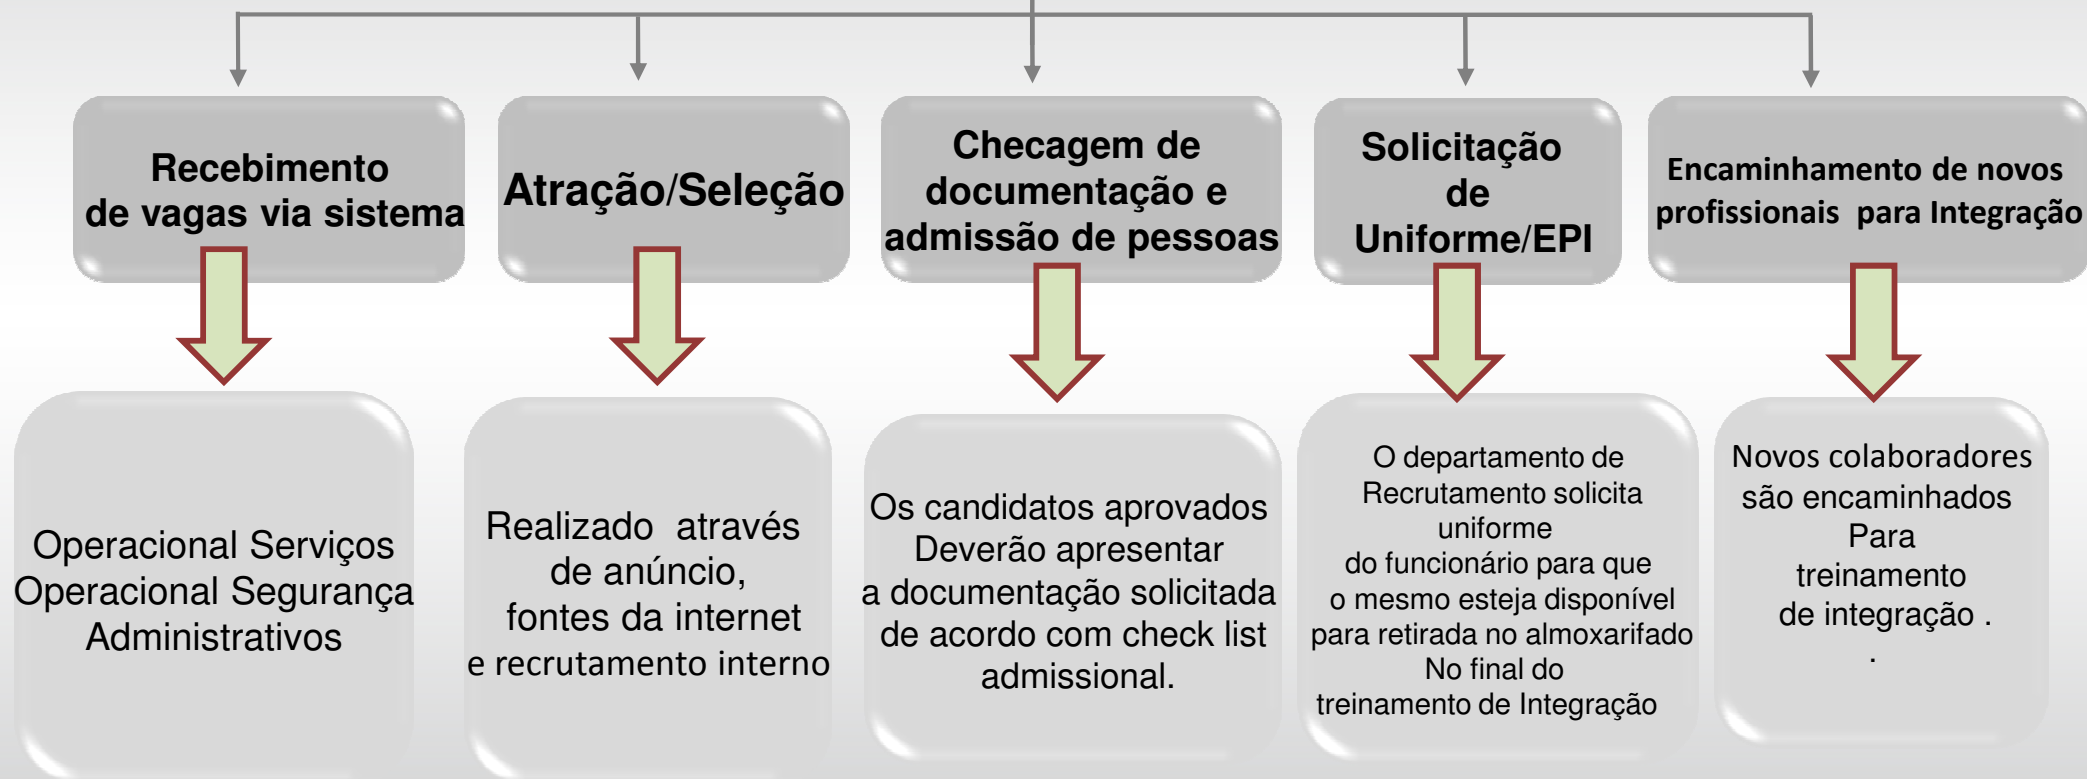 Recebimento
de vagas via sistema
Atração/Seleção
Checagem de
documentação e
admissão de pessoas
Solicitação
de
Uniforme/EPI
Encaminhamento de novos
profissionais para Integração
Operacional Serviços
Operacional Segurança
Administrativos
Realizado através
de anúncio,
fontes da internet
e recrutamento interno
Os candidatos aprovados
Deverão apresentar
a documentação solicitada
de acordo com check list
admissional.
O departamento de
Recrutamento solicita
uniforme
do funcionário para que
o mesmo esteja disponível
para retirada no almoxarifado
No final do
treinamento de Integração
Novos colaboradores
são encaminhados
Para
treinamento
de integração .
.